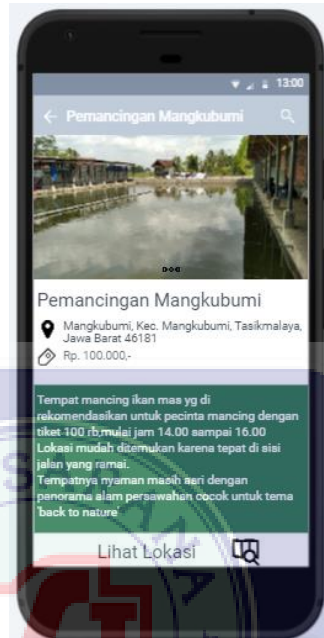 13:00
Pemancingan Mangkubumi
Pemancingan Mangkubumi
Mangkubumi, Kec. Mangkubumi, Tasikmalaya,
Jawa Barat 46181
Rp. 100.000,-
Tempat mancing ikan mas yg di
rekomendasikan untuk pecinta mancing dengan
tiket 100 rb,mulai jam 14.00 sampai 16.00
Lokasi mudah ditemukan karena tepat di sisi
jalan yang ramai.
Tempatnya nyaman masih asri dengan
panorama alam persawahan cocok untuk tema
'back to nature'
Lihat Lokasi